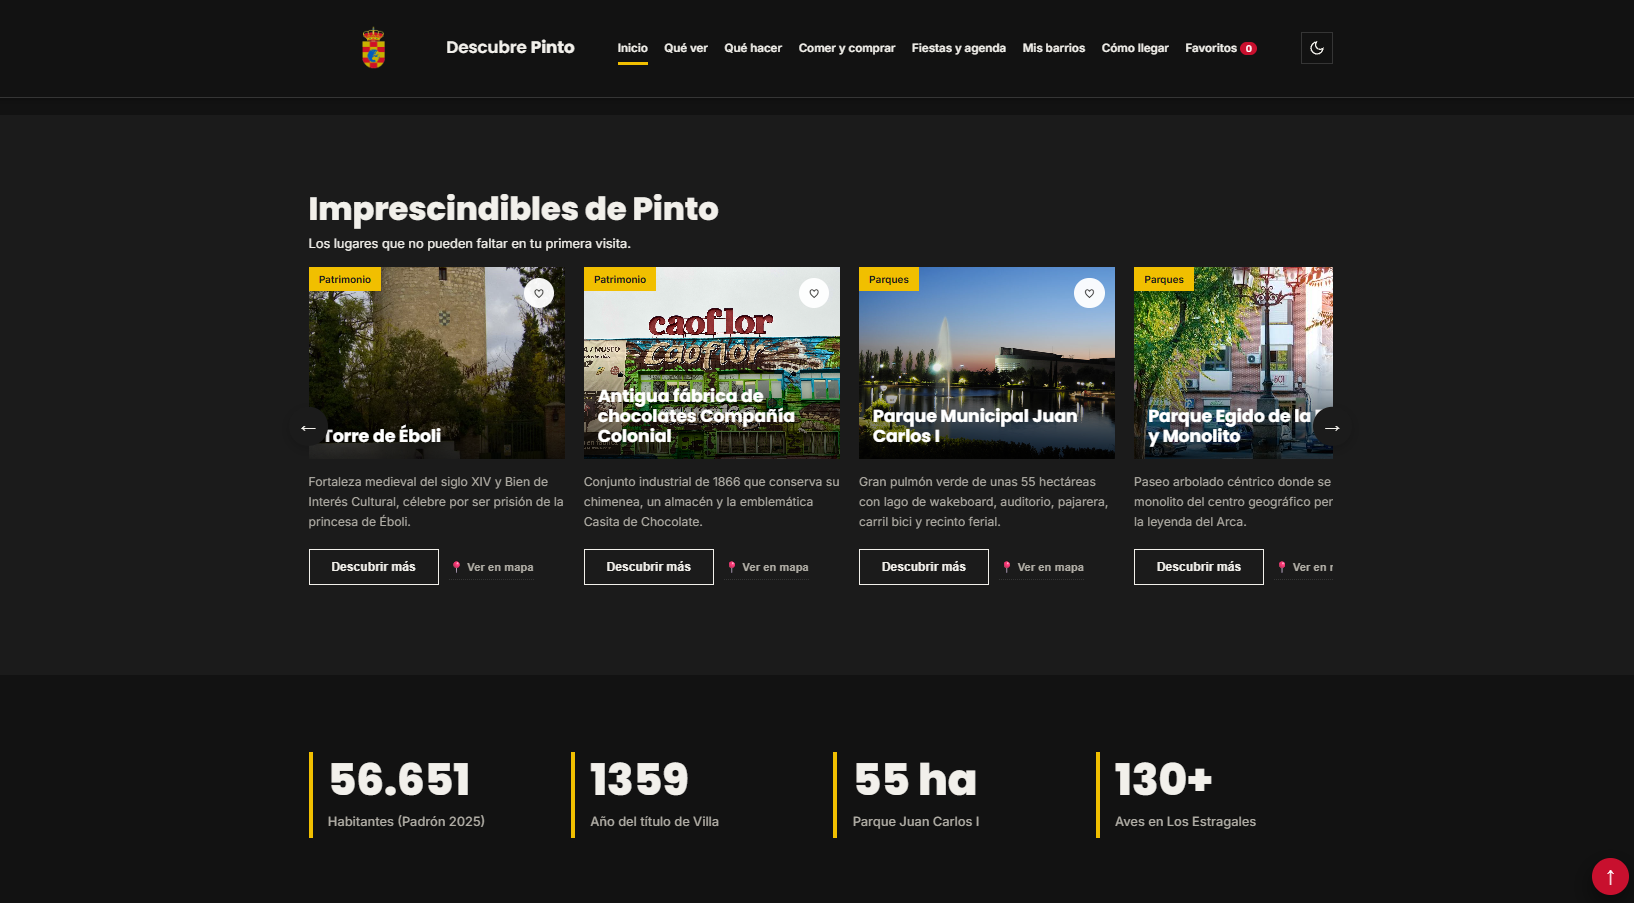 Descubre Pinto
Inicio
Qué ver
Qué hacer
Comer y comprar
Fiestas y agenda
Mis barrios
Cómo llegar
Favoritos 0
Imprescindibles de Pinto
Los lugares que no pueden faltar en tu primera visita.
Patrimonio
Torre de Éboli
Fortaleza medieval del siglo XIV y Bien de
Interés Cultural, célebre por ser prisión de la
princesa de Éboli.
Descubrir más
Ver en mapa
Patrimonio
caoflor
Caoflor
Antigua fábrica de
chocolates Compañía
Colonial
Conjunto industrial de 1866 que conserva su
chimenea, un almacén y la emblemática
Casita de Chocolate.
Descubrir más
Ver en mapa
Parques
Parque Municipal Juan
Carlos I
Gran pulmón verde de unas 55 hectáreas
con lago de wakeboard, auditorio, pajarera,
carril bici y recinto ferial.
Descubrir más
Ver en mapa
Parques
Parque Egido de la
y Monolito
Paseo arbolado céntrico donde se
monolito del centro geográfico per
la leyenda del Arca.
Descubrir más
Ver en
← →
56.651
Habitantes (Padrón 2025)
1359
Año del título de Villa
55 ha
Parque Juan Carlos I
130+
Aves en Los Estragales
↑